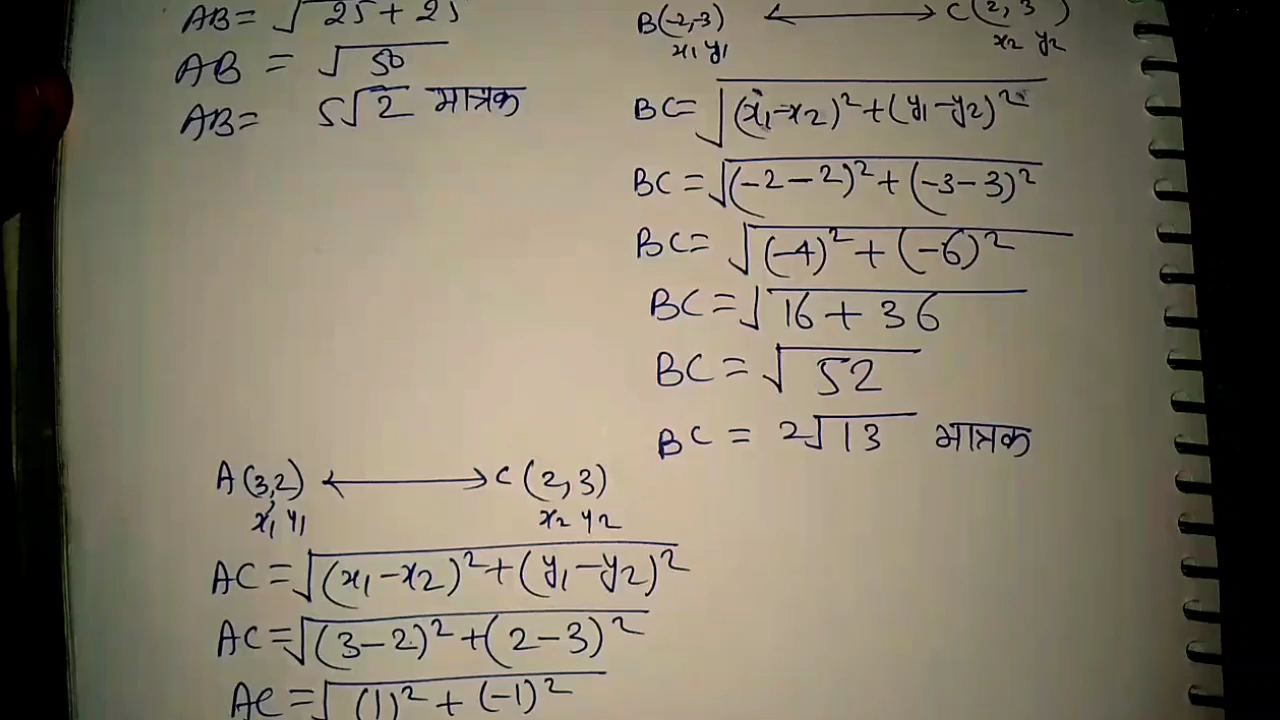 AB = √25 + 25
AB = √50
AB = 5√2 मात्रक
B(-2,-3) ⟷ C(2, 3)
x₁ y₁ x₂ y₂
BC = √(x₁-x₂)² + (y₁-y₂)²
BC = √(-2-2)² + (-3-3)²
BC = √(-4)² + (-6)²
BC = √16 + 36
BC = √52
BC = 2√13 मात्रक
A(3,2) ⟷ C(2,3)
x₁ y₁ x₂ y₂
AC = √(x₁-x₂)² + (y₁-y₂)²
AC = √(3-2)² + (2-3)²
AC = √(1)² + (-1)²